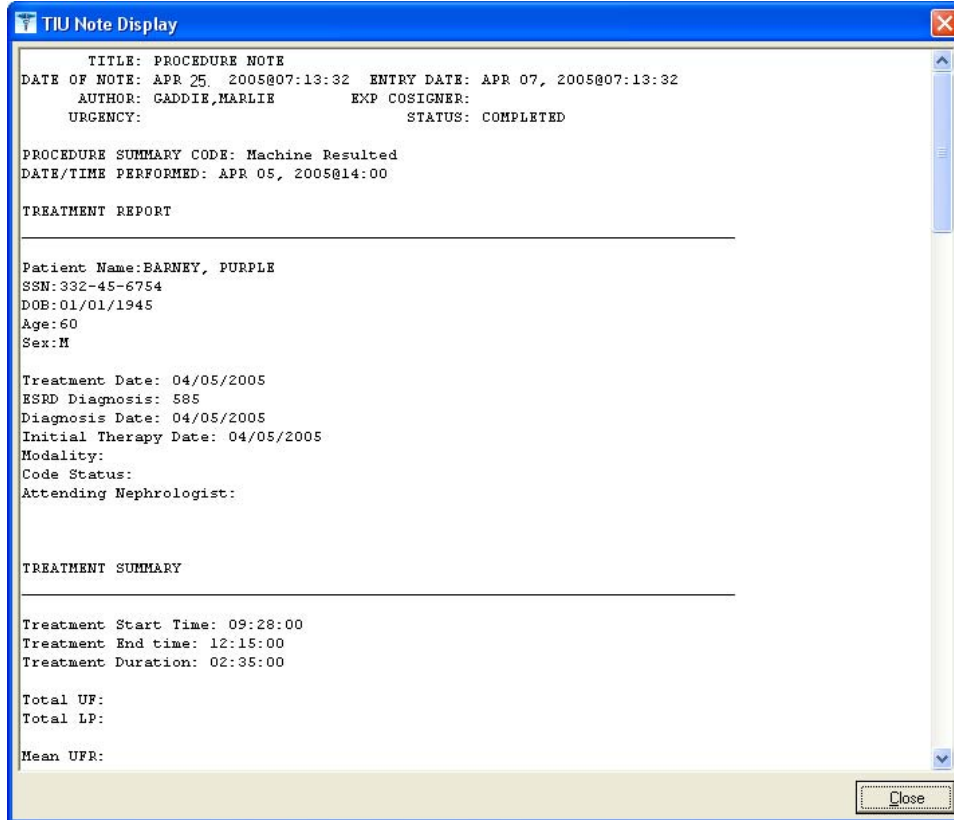 TIU Note Display
TITLE: PROCEDURE NOTE
DATE OF NOTE: APR 25. 2005@07:13:32 ENTRY DATE: APR 07, 2005@07:13:32
AUTHOR: GADDIE,MARLIE EXP COSIGNER:
URGENCY: STATUS: COMPLETED
PROCEDURE SUMMARY CODE: Machine Resulted
DATE/TIME PERFORMED: APR 05, 2005@14:00
TREATMENT REPORT
Patient Name:BARNEY, PURPLE
SSN:332-45-6754
DOB:01/01/1945
Age:60
Sex:M
Treatment Date: 04/05/2005
ESRD Diagnosis: 585
Diagnosis Date: 04/05/2005
Initial Therapy Date: 04/05/2005
Modality:
Code Status:
Attending Nephrologist:
TREATMENT SUMMARY
Treatment Start Time: 09:28:00
Treatment End time: 12:15:00
Treatment Duration: 02:35:00
Total UF:
Total LP:
Mean UFR:
Close